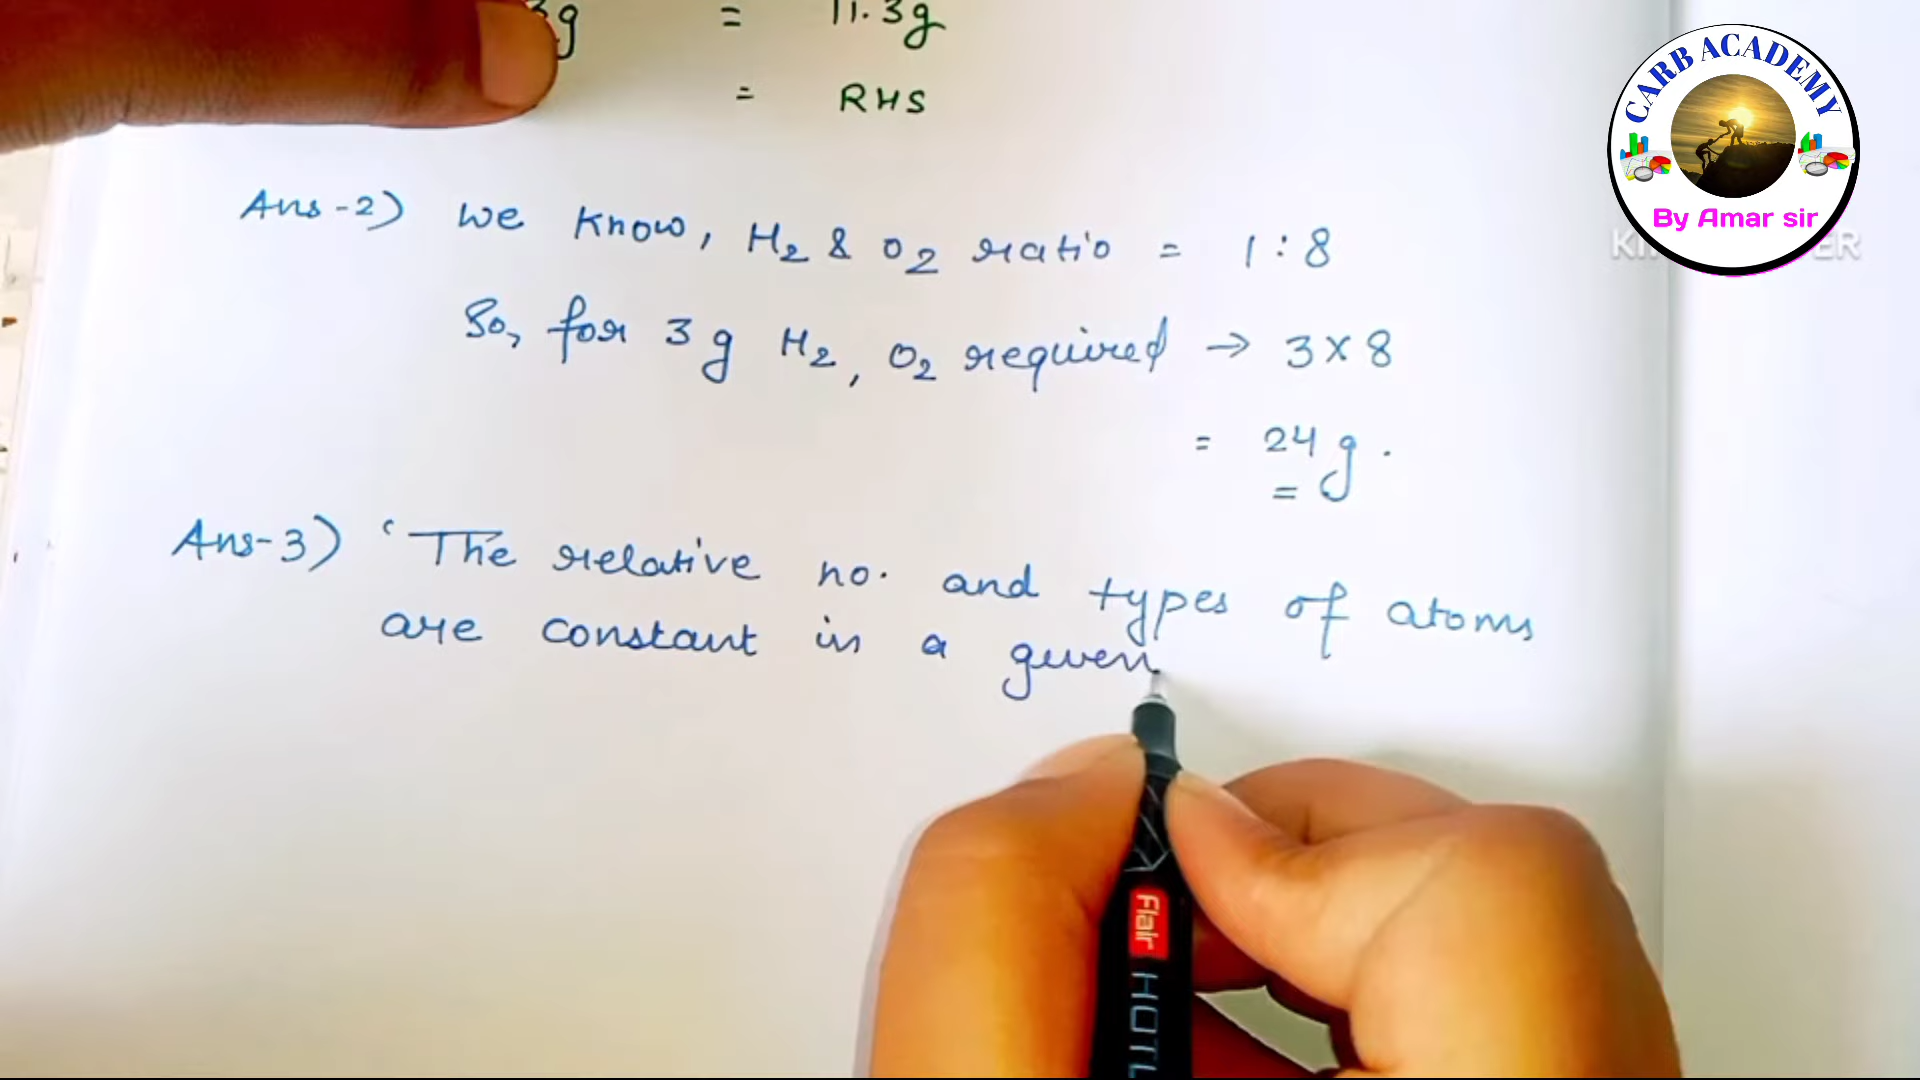 3g = 11.3g
= RHS
Ans-2) We know, H₂ & O₂ ratio = 1:8
So, for 3g H₂, O₂ required → 3×8
= 24g.
Ans-3) ‘The relative no. and types of atoms
are constant in a given
CARB ACADEMY
By Amar sir
Flair HOTL